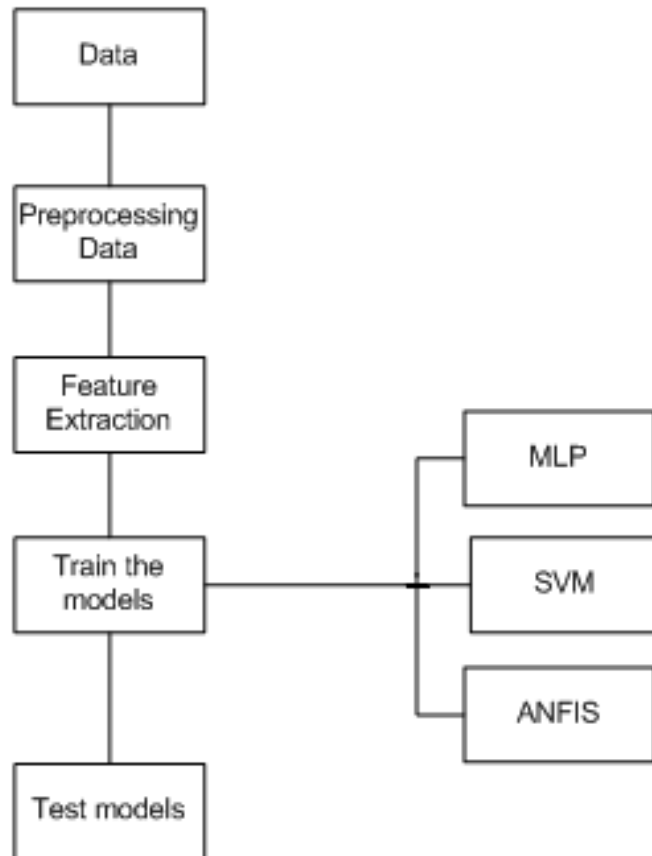 Data
Preprocessing
Data
Feature
Extraction
Train the
models
MLP
SVM
ANFIS
Test models